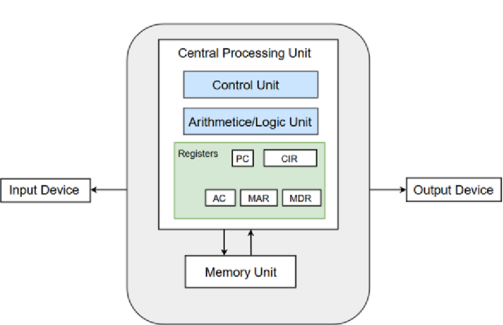 Central Processing Unit
Control Unit
Arithmetice/Logic Unit
Registers
PC
CIR
AC
MAR
MDR
Input Device
Output Device
Memory Unit